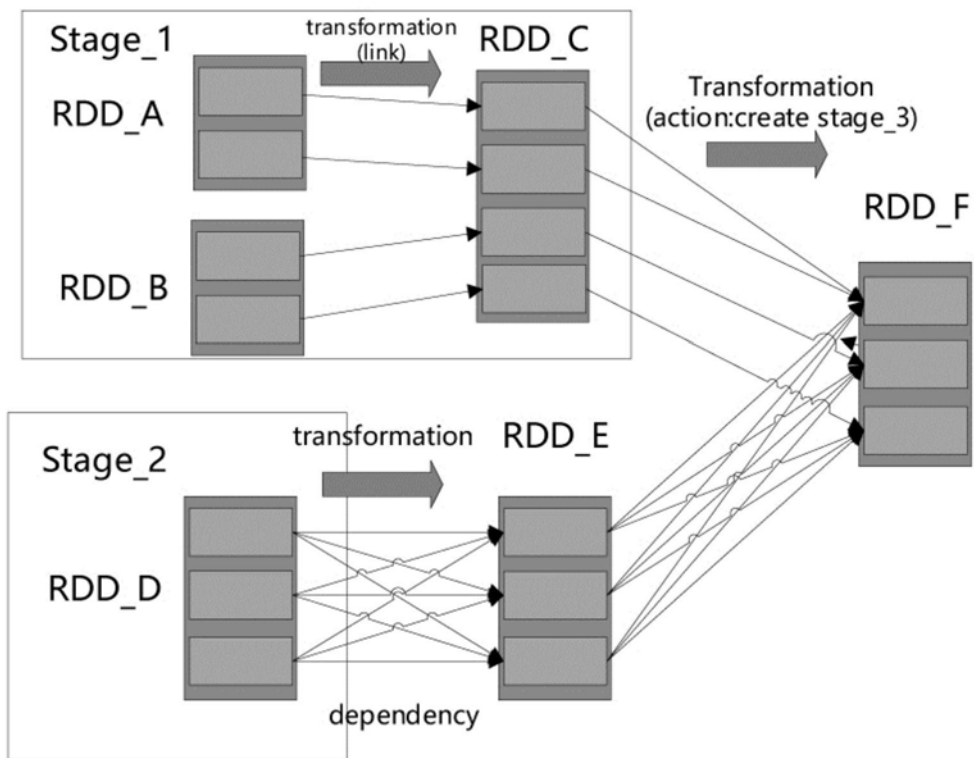 Stage_1
transformation
(link)
RDD_C
RDD_A
Transformation
(action:create stage_3)
RDD_F
RDD_B
Stage_2
transformation
RDD_E
RDD_D
dependency